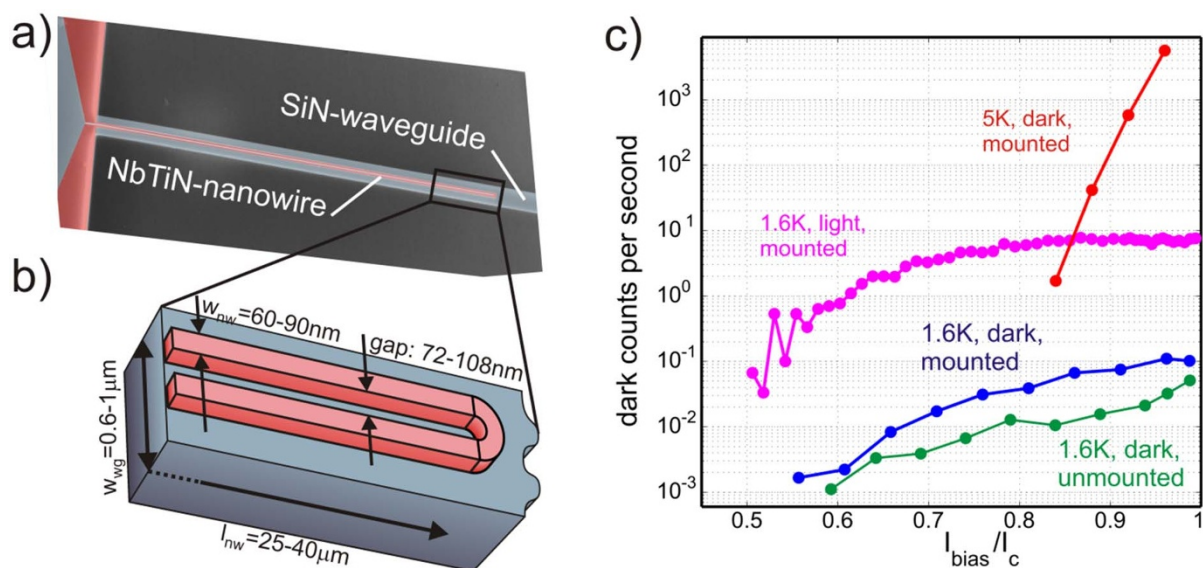 a)
SiN-waveguide
NbTiN-nanowire
b)
w_nw=60-90nm
gap: 72-108nm
w_wg=0.6-1μm
l_nw=25-40μm
c)
dark counts per second
10^3
10^2
10^1
10^0
10^-1
10^-2
10^-3
5K, dark,
mounted
1.6K, light,
mounted
1.6K, dark,
mounted
1.6K, dark,
unmounted
0.5 0.6 0.7 0.8 0.9 1
I_bias/I_c